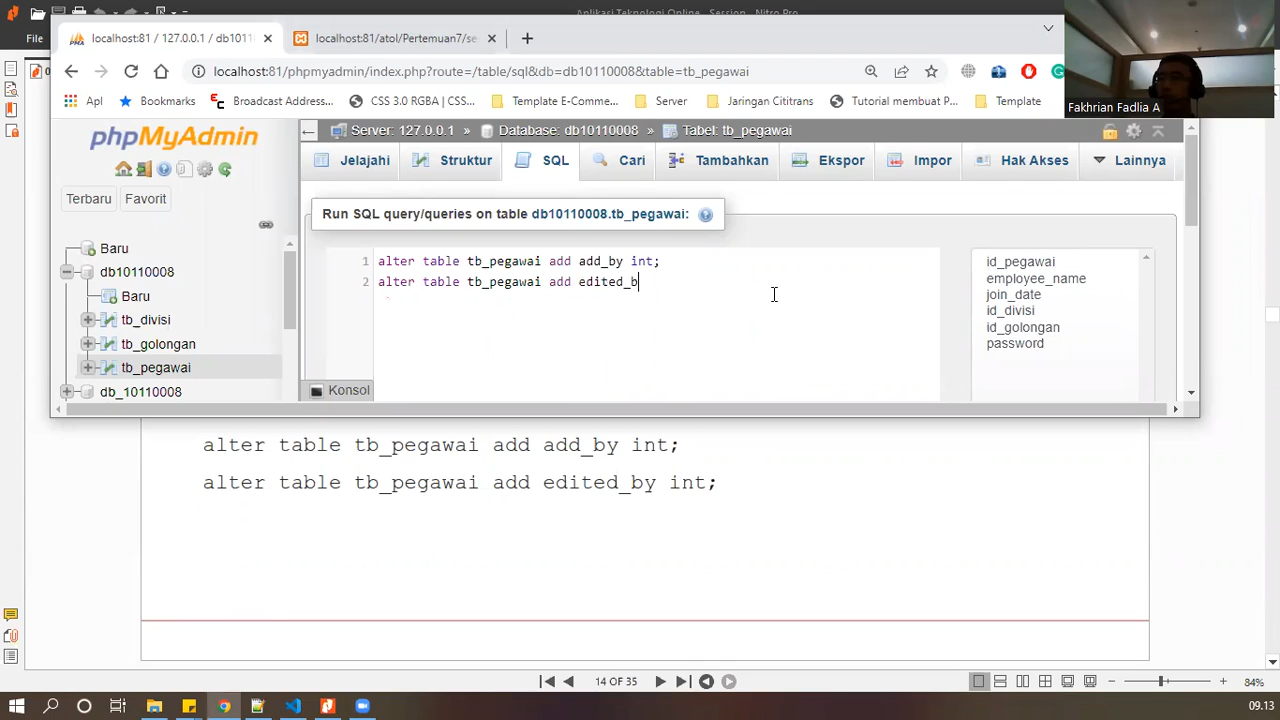 Aplikasi Teknologi Online - Session - Nitro Pro
File
localhost:81 / 127.0.0.1 / db1011
localhost:81/atol/Pertemuan7/se
localhost:81/phpmyadmin/index.php?route=/table/sql&db=db10110008&table=tb_pegawai
Apl
Bookmarks
Broadcast Address...
CSS 3.0 RGBA | CSS...
Template E-Comme...
Server
Jaringan Cititrans
Tutorial membuat P...
Template
Fakhrian Fadlia A
phpMyAdmin
Server: 127.0.0.1 » Database: db10110008 » Tabel: tb_pegawai
Jelajahi
Struktur
SQL
Cari
Tambahkan
Ekspor
Impor
Hak Akses
Lainnya
Terbaru
Favorit
Baru
db10110008
Baru
tb_divisi
tb_golongan
tb_pegawai
db_10110008
Run SQL query/queries on table db10110008.tb_pegawai:
1 alter table tb_pegawai add add_by int;
2 alter table tb_pegawai add edited_b
id_pegawai
employee_name
join_date
id_divisi
id_golongan
password
Konsol
alter table tb_pegawai add add_by int;
alter table tb_pegawai add edited_by int;
14 OF 35
84%
09.13